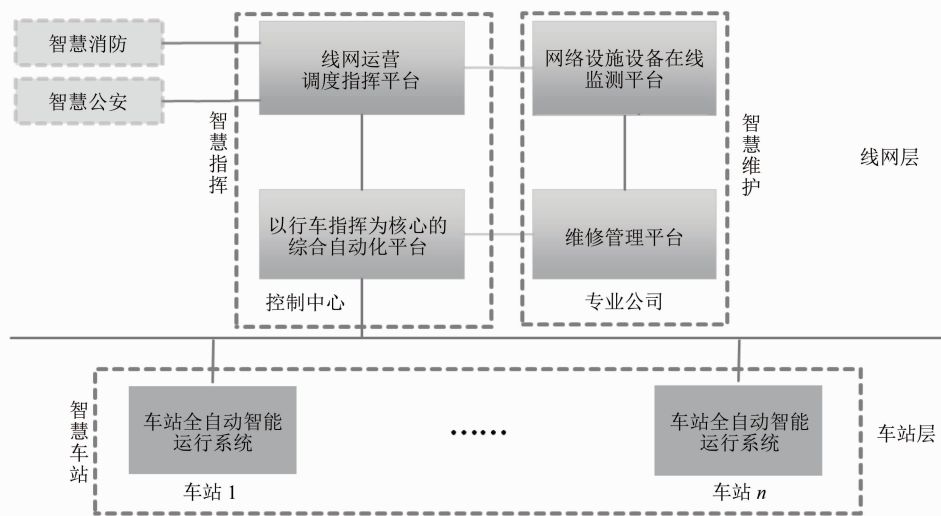 智慧消防
智慧公安
线网运营
调度指挥平台
网络设施设备在线
监测平台
智慧指挥
智慧维护
线网层
以行车指挥为核心的
综合自动化平台
维修管理平台
控制中心
专业公司
智慧车站
车站全自动智能
运行系统
……
车站全自动智能
运行系统
车站层
车站 1
车站 n